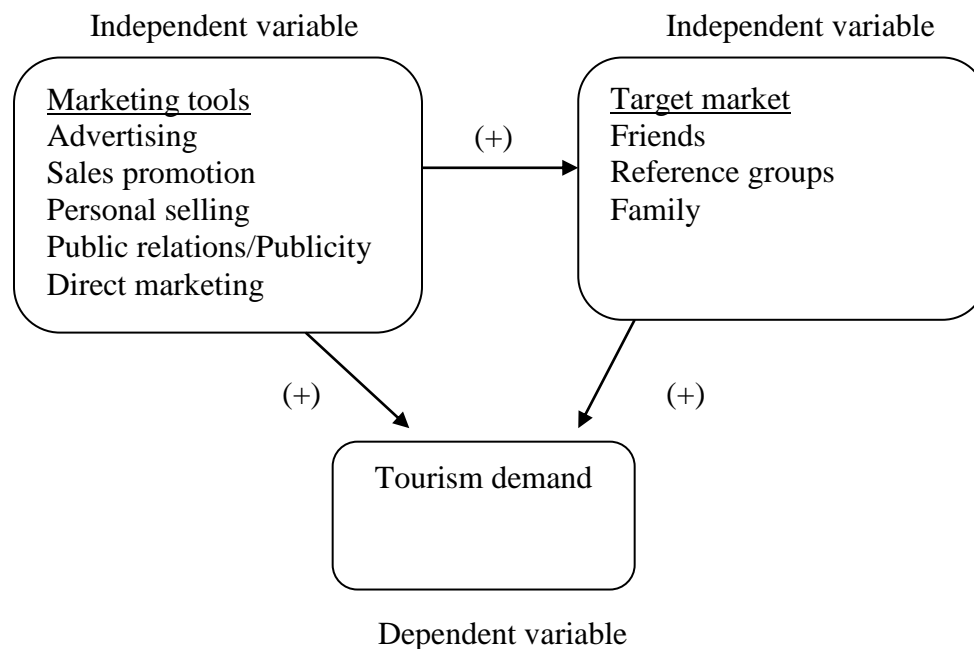 Independent variable
Marketing tools
Advertising
Sales promotion
Personal selling
Public relations/Publicity
Direct marketing
(+)
Independent variable
Target market
Friends
Reference groups
Family
(+)
(+)
Tourism demand
Dependent variable